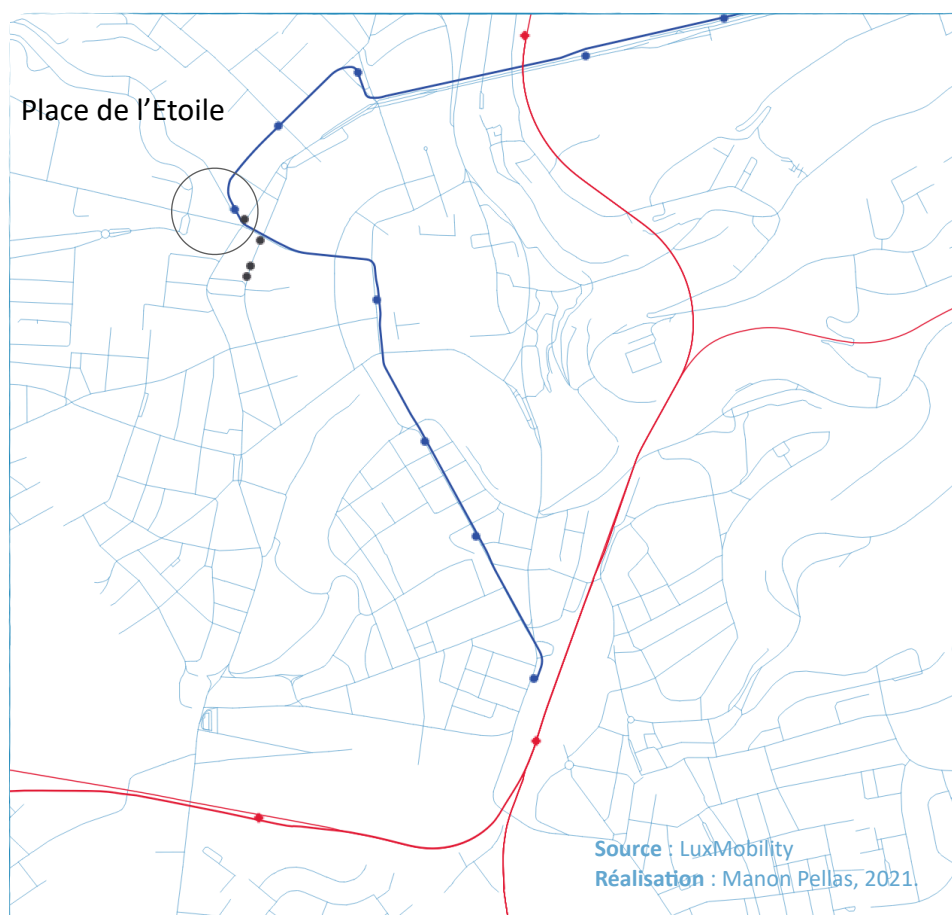 Place de l’Etoile
Source : LuxMobility
Réalisation : Manon Pellas, 2021.